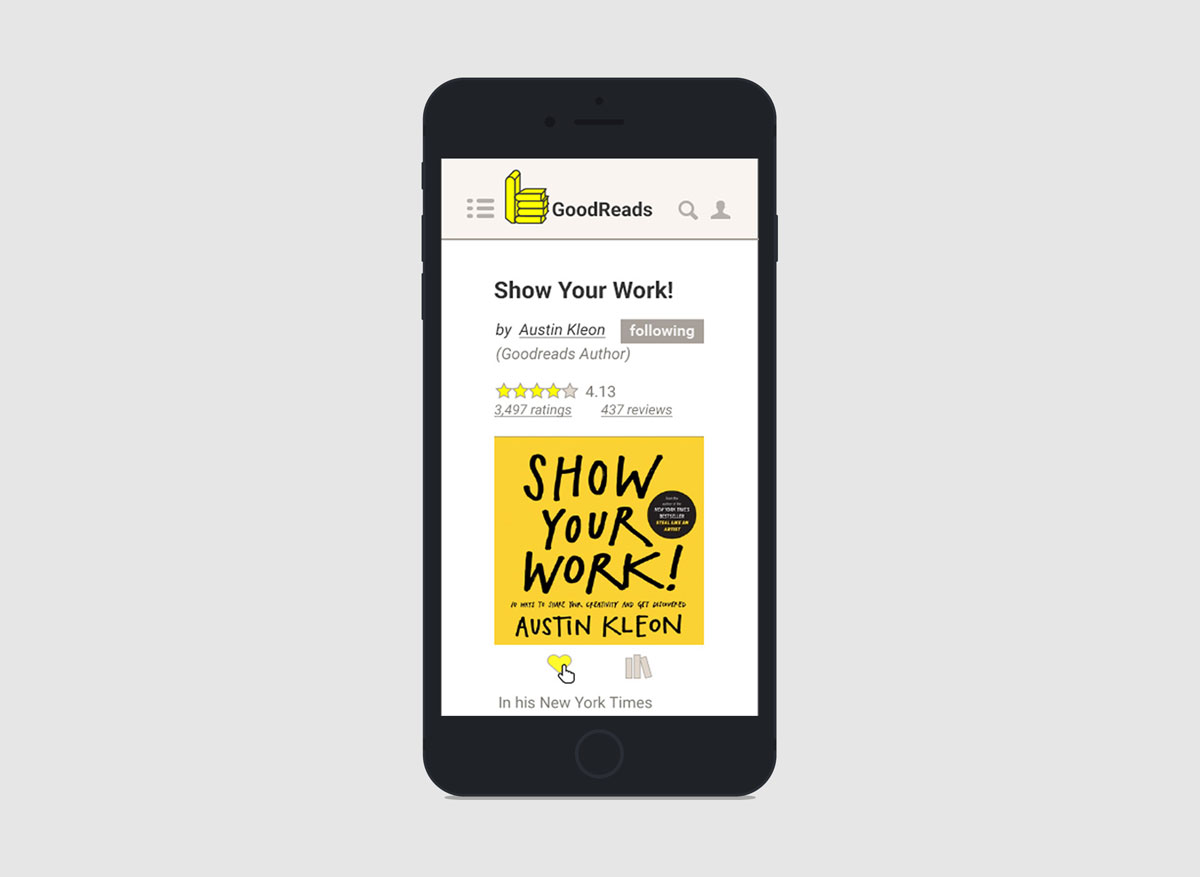 GoodReads
Show Your Work!
by Austin Kleon following
(Goodreads Author)
4.13
3,497 ratings 437 reviews
SHOW
YOUR
WORK!
from the
author of the
NEW YORK TIMES
BESTSELLER
STEAL LIKE AN
ARTIST
10 WAYS TO SHARE YOUR CREATIVITY AND GET DISCOVERED
AUSTIN KLEON
In his New York Times